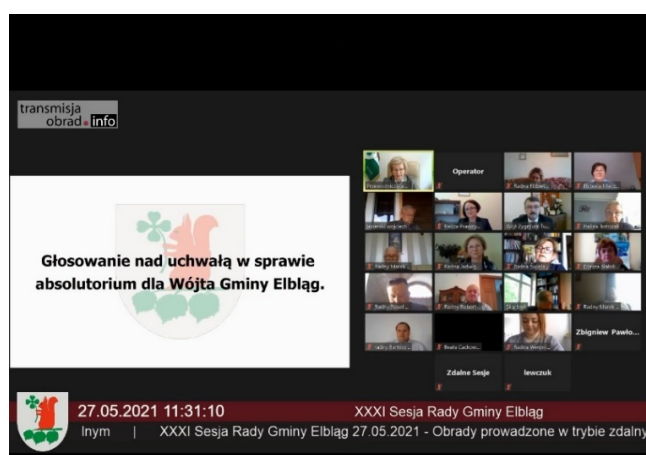 transmisja
obrad.info
Głosowanie nad uchwałą w sprawie
absolutorium dla Wójta Gminy Elbląg.
Operator
Zbigniew Pawło...
Zdalne Sesje
lewczuk
27.05.2021 11:31:10
XXXI Sesja Rady Gminy Elbląg
Inym | XXXI Sesja Rady Gminy Elbląg 27.05.2021 - Obrady prowadzone w trybie zdalny